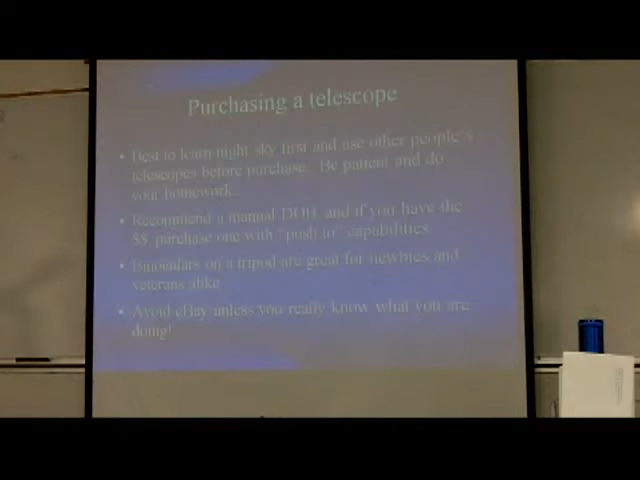 Purchasing a telescope
• Best to learn night sky first and use other people's
telescopes before purchase. Be patient and do
your homework.
• Recommend a manual DOB, and if you have the
$$, purchase one with "push to" capabilities
• Binoculars on a tripod are great for newbies and
veterans alike
• Avoid eBay unless you really know what you are
doing!